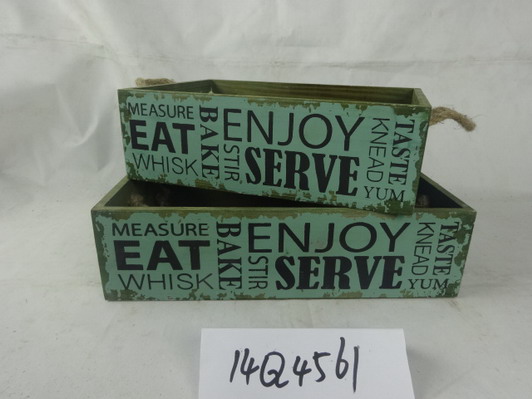 MEASURE
EAT
WHISK
BAKE
ENJOY
STIR
SERVE
KNEAD
TASTE
YUM
MEASURE
EAT
WHISK
BAKE
ENJOY
STIR
SERVE
KNEAD
TASTE
YUM
14Q4561